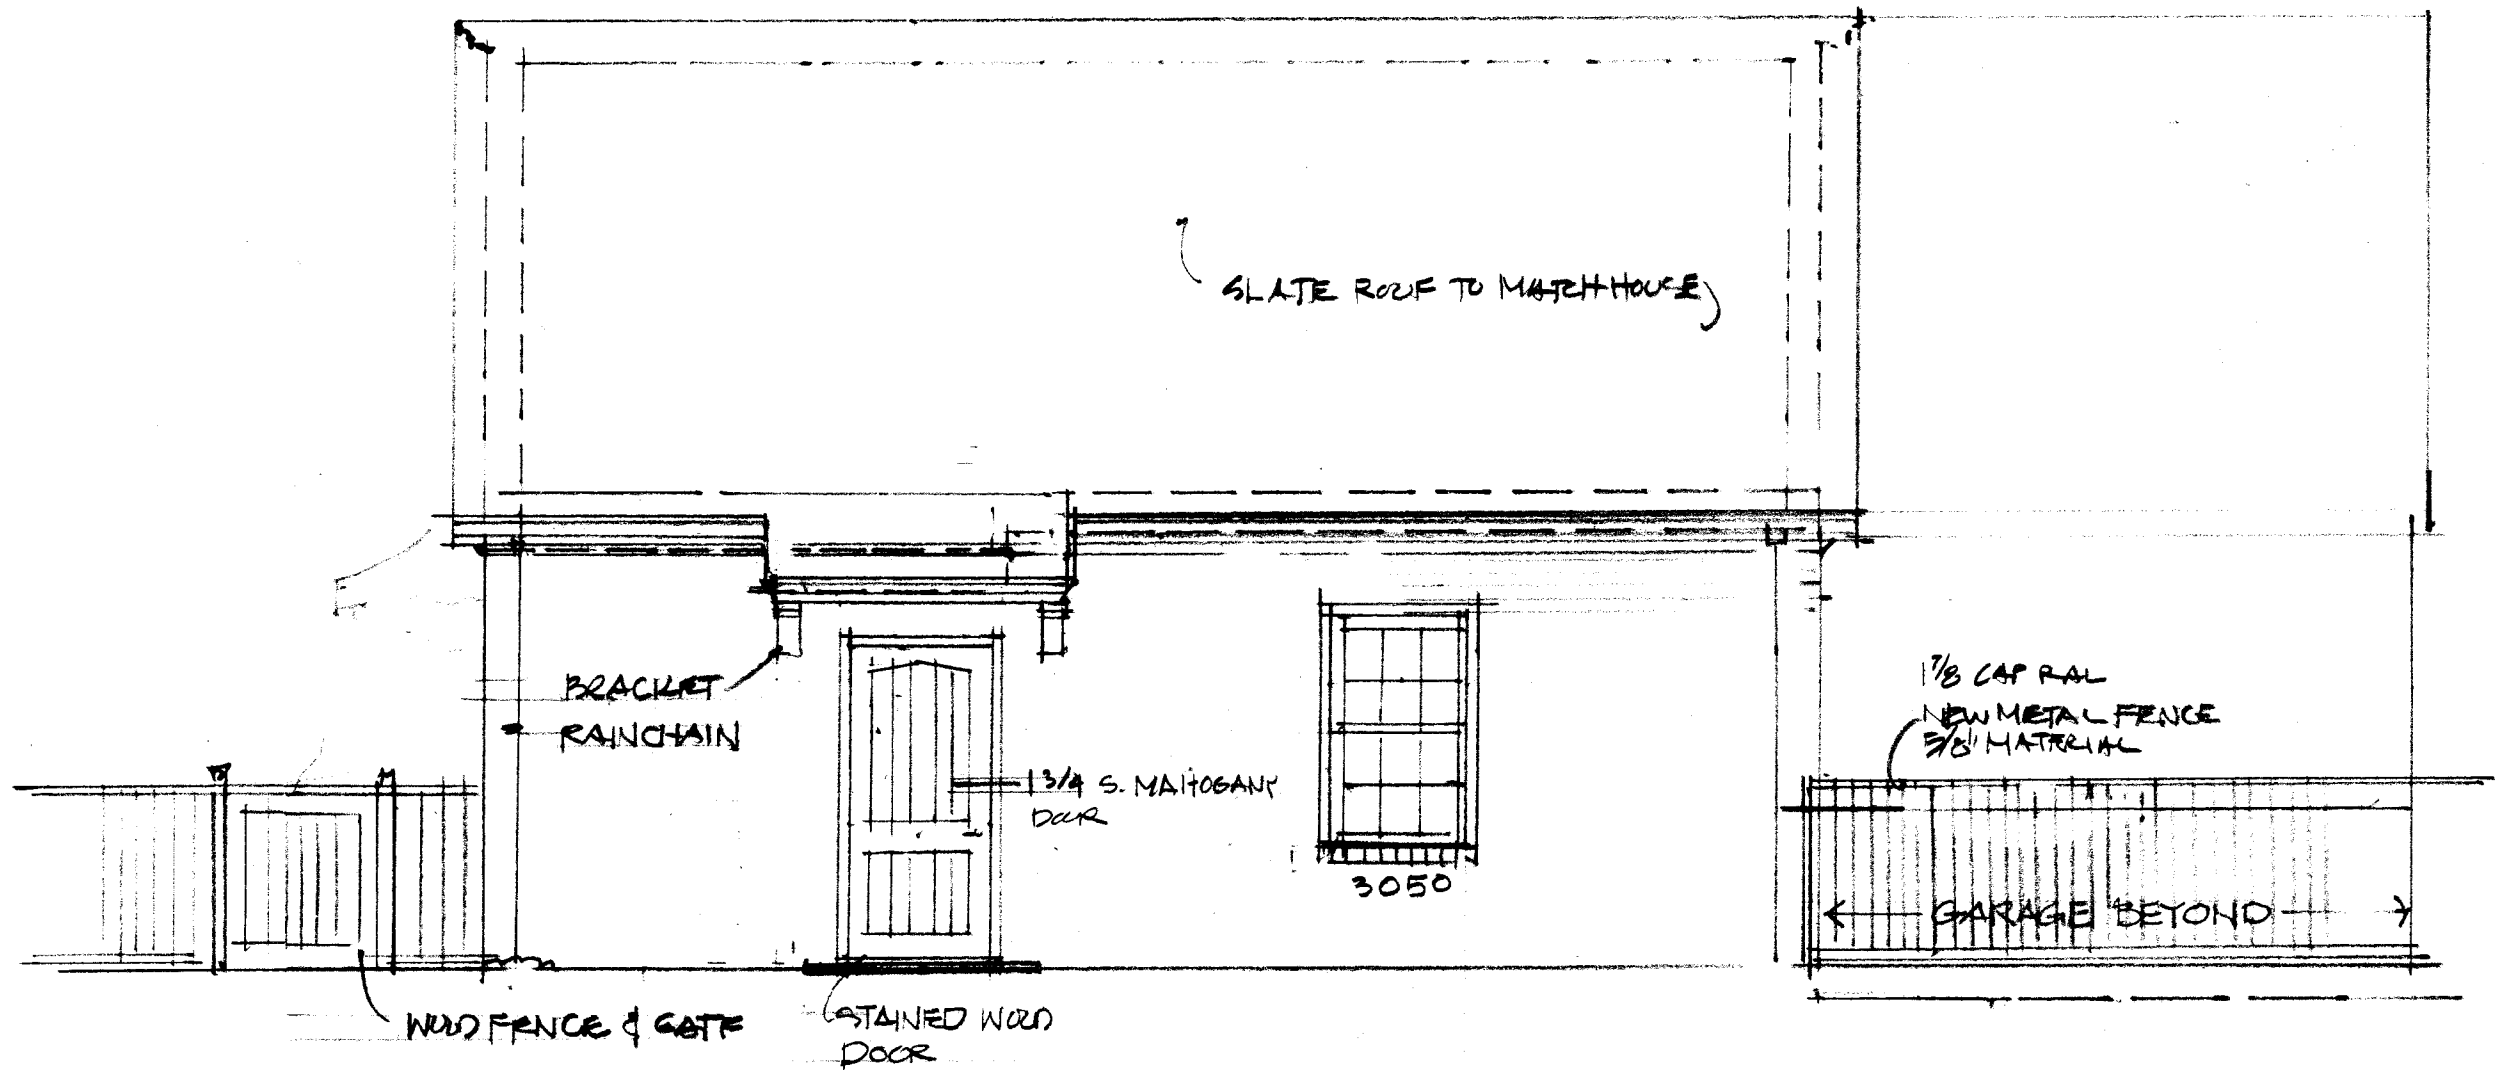 SLATE ROOF TO MATCH HOUSE
BRACKET
RAINCHAIN
1 3/4 S. MAHOGANY
DOOR
3050
1 7/8 CAP RAL
NEW METAL FENCE
5/8" MATERIAL
GARAGE BEYOND
WOOD FENCE & GATE
STAINED WOOD
DOOR